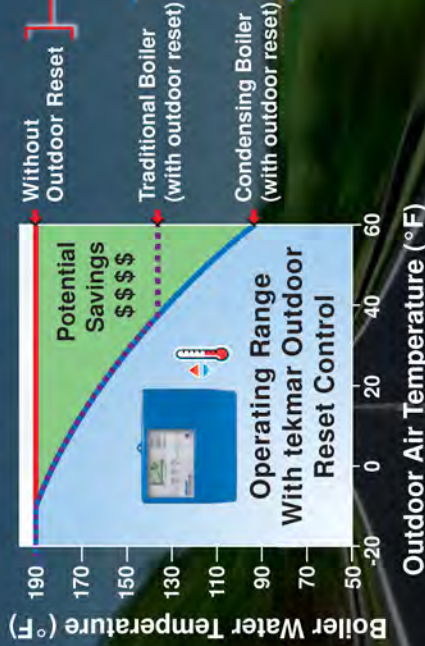 Without
Outdoor Reset
Traditional Boiler
(with outdoor reset)
Condensing Boiler
(with outdoor reset)
Potential
Savings
$$$$
Operating Range
With tekmar Outdoor
Reset Control
Boiler Water Temperature (°F)
190
170
150
130
110
90
70
50
-20
0
20
40
60
Outdoor Air Temperature (°F)